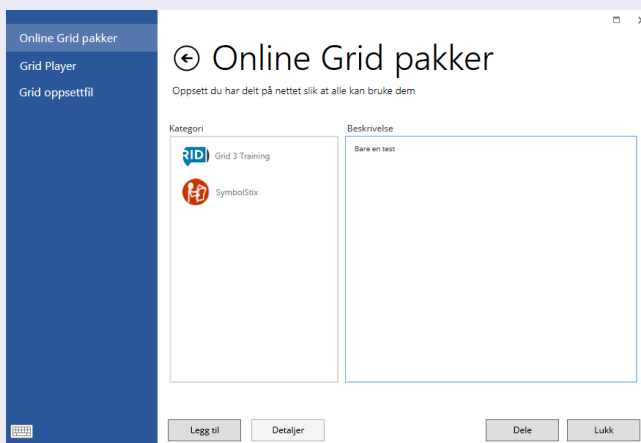 Online Grid pakker
Grid Player
Grid oppsettfil
Online Grid pakker
Oppsett du har delt på nettet slik at alle kan bruke dem
Kategori
RID
Grid 3 Training
SymbolStix
Beskrivelse
Bare en test
Legg til
Detaljer
Dele
Lukk